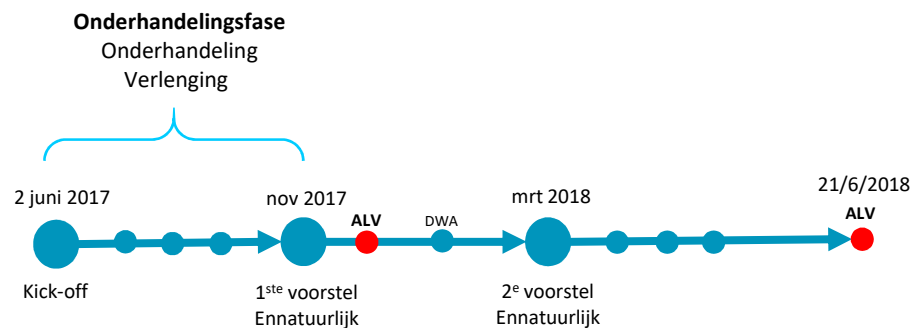 Onderhandelingsfase
Onderhandeling
Verlenging
2 juni 2017
nov 2017
mrt 2018
21/6/2018
ALV
DWA
ALV
Kick-off
1ste voorstel
Ennatuurlijk
2e voorstel
Ennatuurlijk